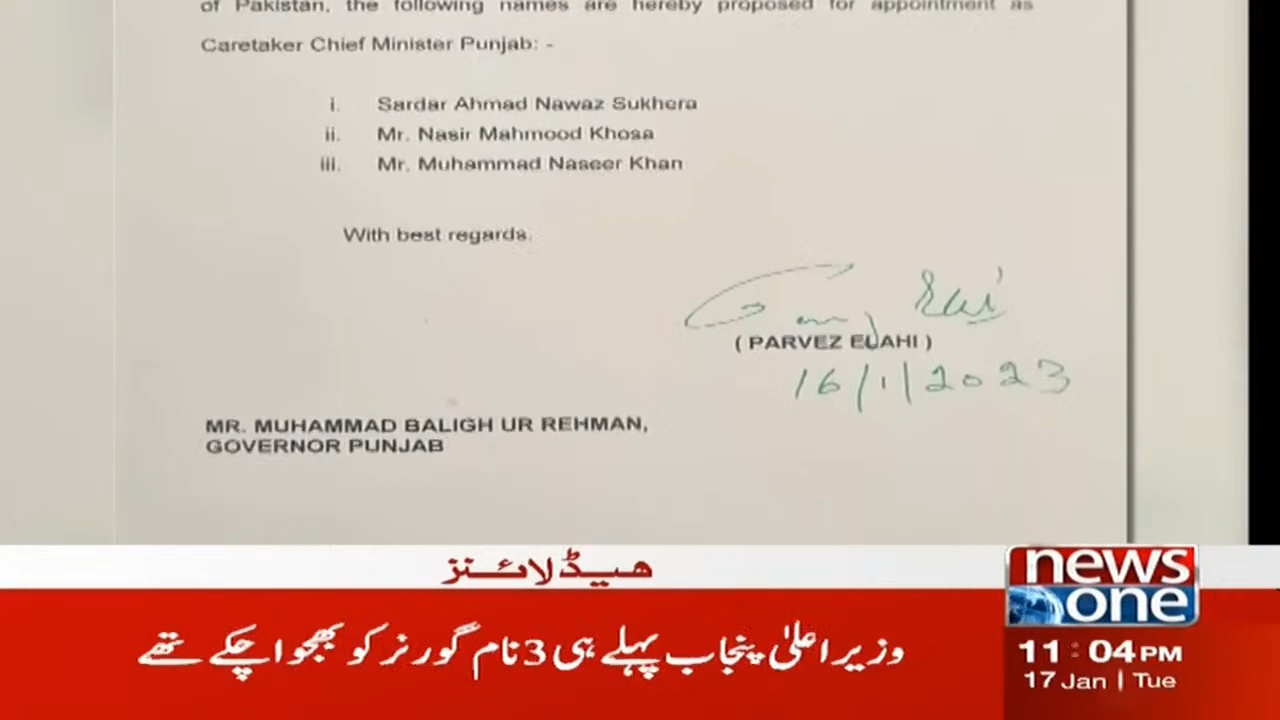 of Pakistan, the following names are hereby proposed for appointment as
Caretaker Chief Minister Punjab: -
i. Sardar Ahmad Nawaz Sukhera
ii. Mr. Nasir Mahmood Khosa
iii. Mr. Muhammad Naseer Khan
With best regards.
( PARVEZ ELAHI )
16/1/2023
MR. MUHAMMAD BALIGH UR REHMAN,
GOVERNOR PUNJAB
ہیڈلائنز
وزیراعلیٰ پنجاب پہلے ہی 3 نام گورنر کو بھجوا چکے تھے
news
one
11:04 PM
17 Jan | Tue